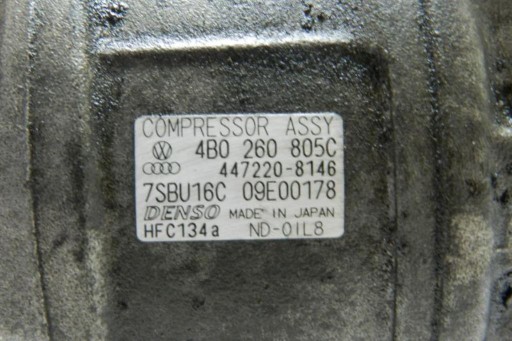 COMPRESSOR ASSY
4B0 260 805C
447220-8146
7SBU16C 09E00178
DENSO MADE IN JAPAN
HFC134a ND-OIL8